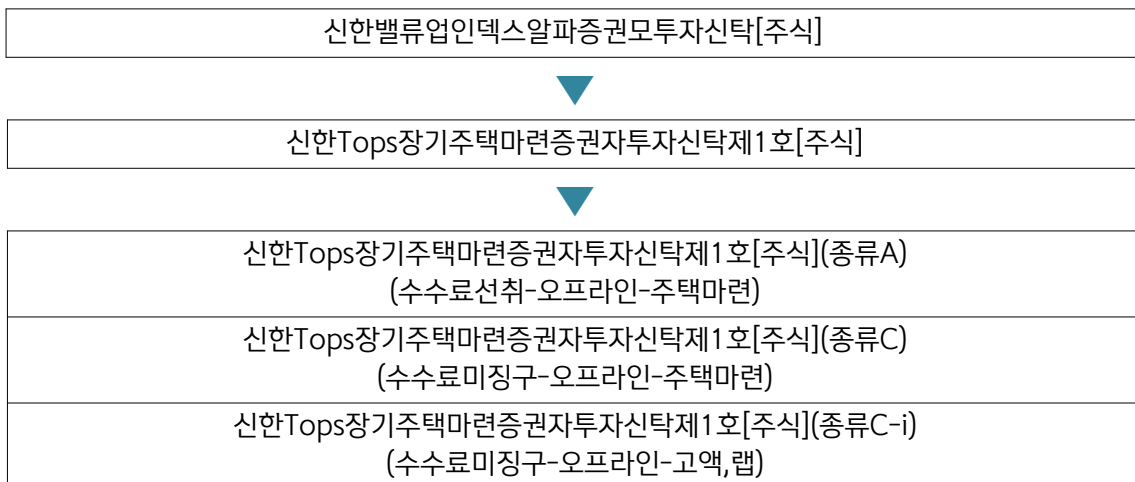 신한밸류업인덱스알파증권모투자신탁[주식]
신한Tops장기주택마련증권자투자신탁제1호[주식]
신한Tops장기주택마련증권자투자신탁제1호[주식](종류A)
(수수료선취-오프라인-주택마련)
신한Tops장기주택마련증권자투자신탁제1호[주식](종류C)
(수수료미징구-오프라인-주택마련)
신한Tops장기주택마련증권자투자신탁제1호[주식](종류C-i)
(수수료미징구-오프라인-고액,랩)